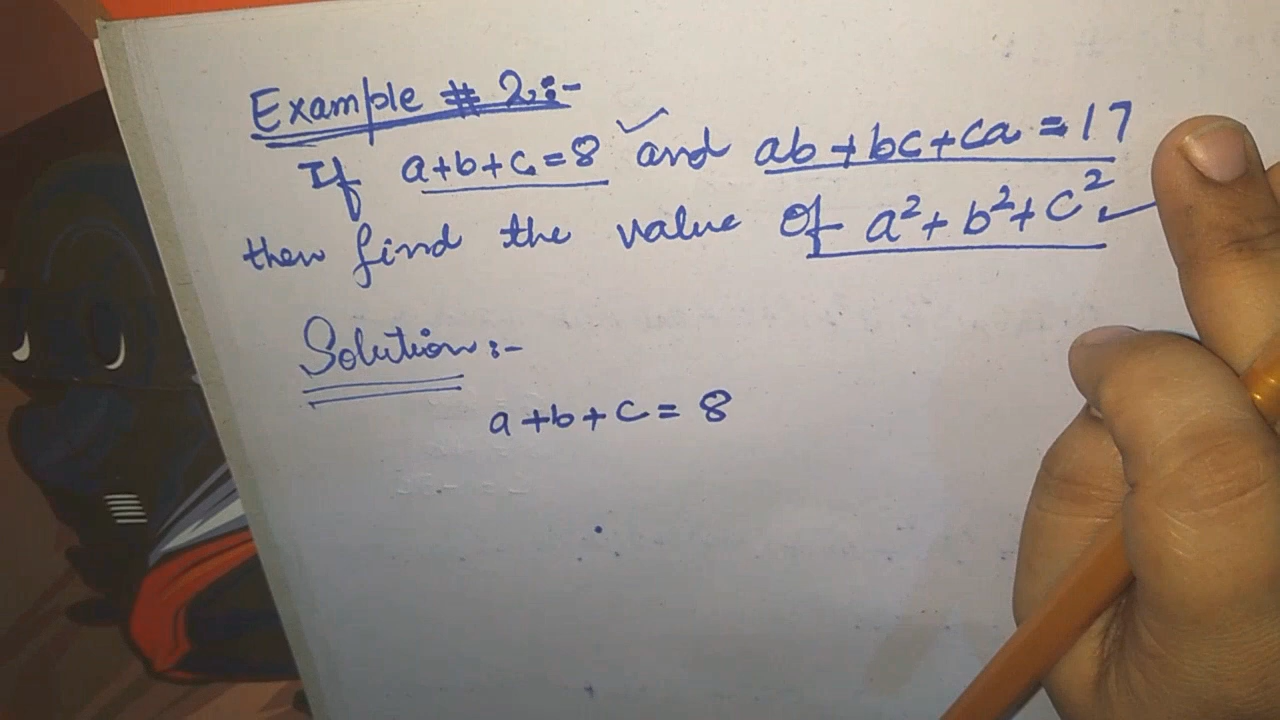 Example # 2:-
If a+b+c=8 and ab+bc+ca=17
then find the value of a²+b²+c².
Solution:-
a+b+c=8